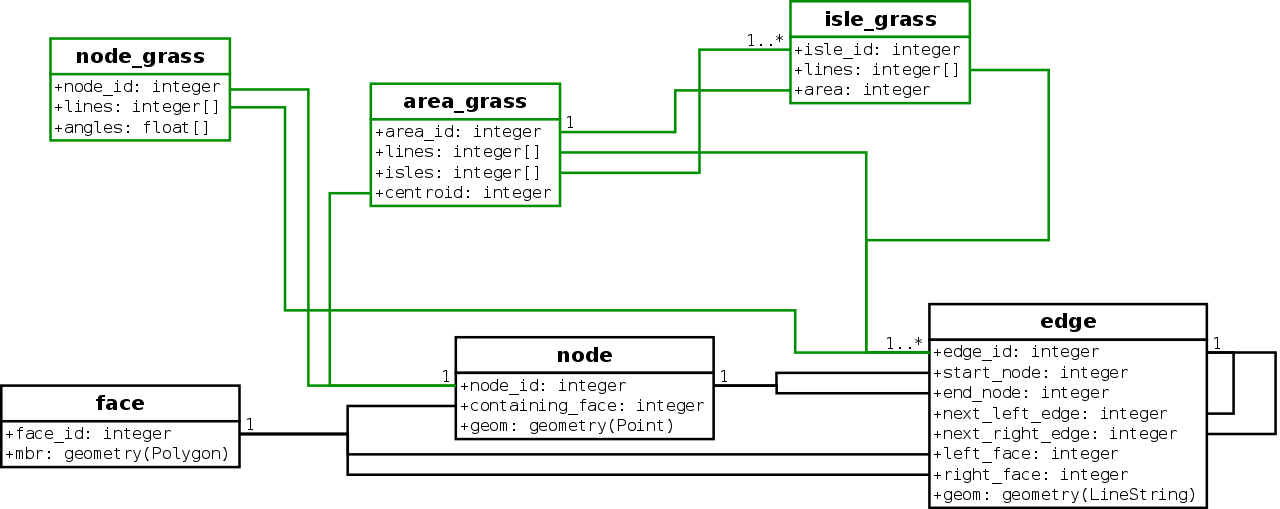 isle_grass
+isle_id: integer
+lines: integer[]
+area: integer
1..*
node_grass
+node_id: integer
+lines: integer[]
+angles: float[]
area_grass
+area_id: integer
+lines: integer[]
+isles: integer[]
+centroid: integer
1
edge
+edge_id: integer
+start_node: integer
+end_node: integer
+next_left_edge: integer
+next_right_edge: integer
+left_face: integer
+right_face: integer
+geom: geometry(LineString)
1..*
1
node
+node_id: integer
+containing_face: integer
+geom: geometry(Point)
1
1
face
+face_id: integer
+mbr: geometry(Polygon)
1